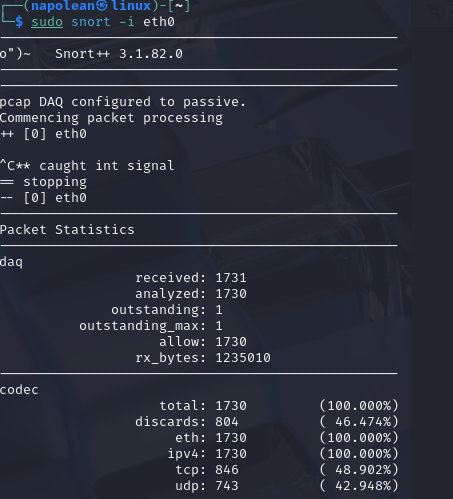 ┌──(napolean㉿linux)-[~]
└─$ sudo snort -i eth0
o")~   Snort++ 3.1.82.0
pcap DAQ configured to passive.
Commencing packet processing
++ [0] eth0
^C** caught int signal
== stopping
-- [0] eth0
Packet Statistics
daq
received: 1731
analyzed: 1730
outstanding: 1
outstanding_max: 1
allow: 1730
rx_bytes: 1235010
codec
total: 1730 (100.000%)
discards: 804 ( 46.474%)
eth: 1730 (100.000%)
ipv4: 1730 (100.000%)
tcp: 846 ( 48.902%)
udp: 743 ( 42.948%)